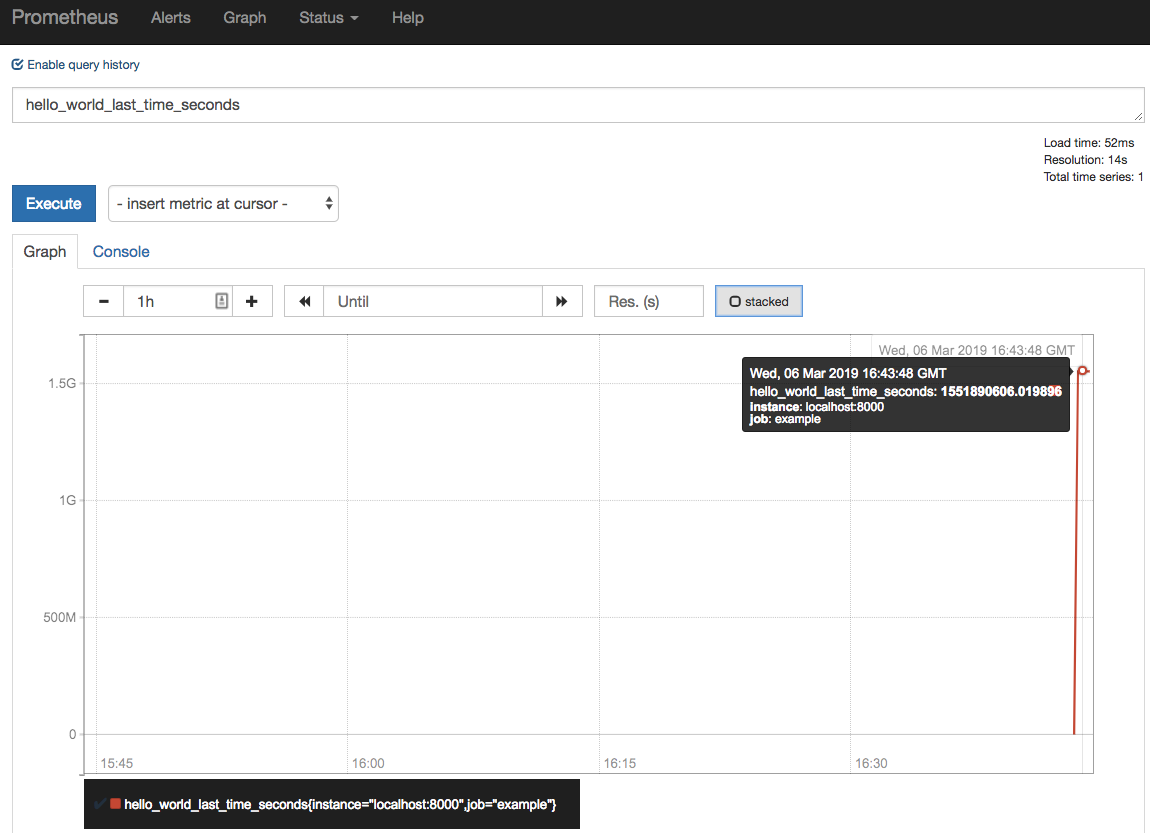 Prometheus Alerts Graph Status Help
Enable query history
hello_world_last_time_seconds
Load time: 52ms
Resolution: 14s
Total time series: 1
Execute - insert metric at cursor -
Graph Console
1h Until Res. (s) stacked
Wed, 06 Mar 2019 16:43:48 GMT
Wed, 06 Mar 2019 16:43:48 GMT
hello_world_last_time_seconds: 1551890606.019896
instance: localhost:8000
job: example
1.5G
1G
500M
0
15:45 16:00 16:15 16:30
hello_world_last_time_seconds{instance="localhost:8000",job="example"}